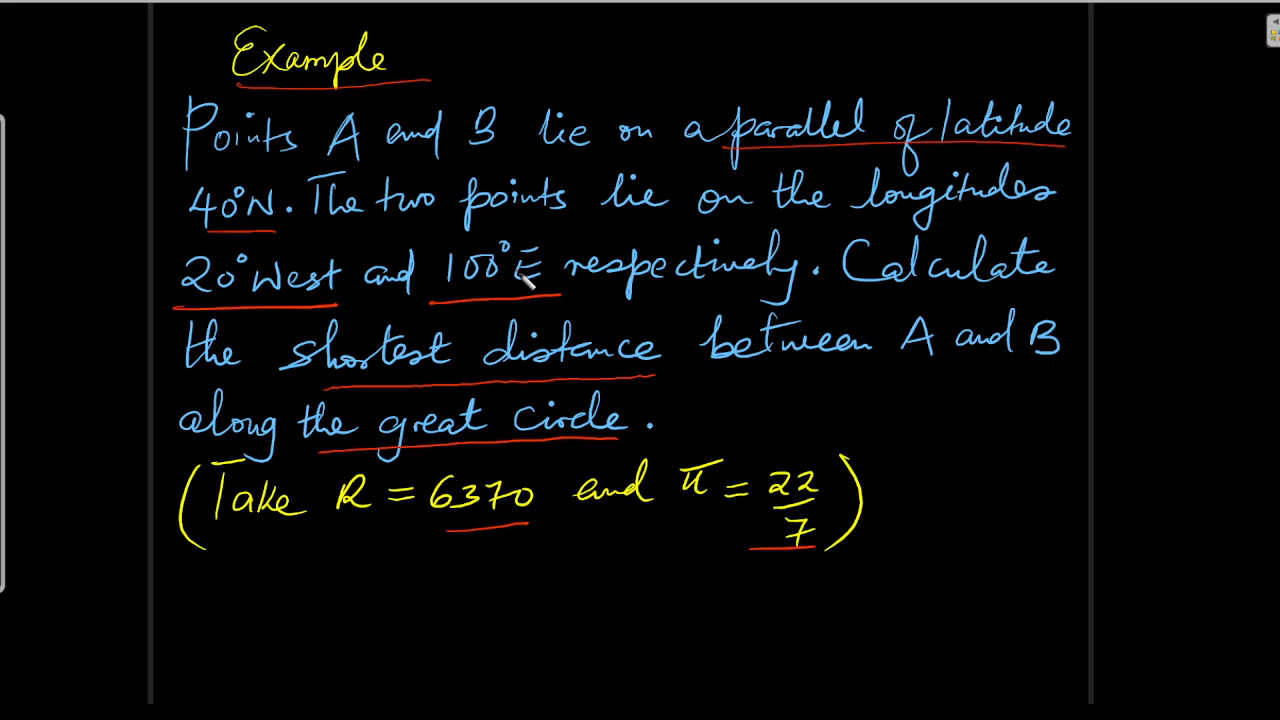 Example
Points A and B lie on a parallel of latitude
40°N. The two points lie on the longitudes
20° West and 100°E respectively. Calculate
the shortest distance between A and B
along the great circle.
(Take R = 6370 and π = 22/7)